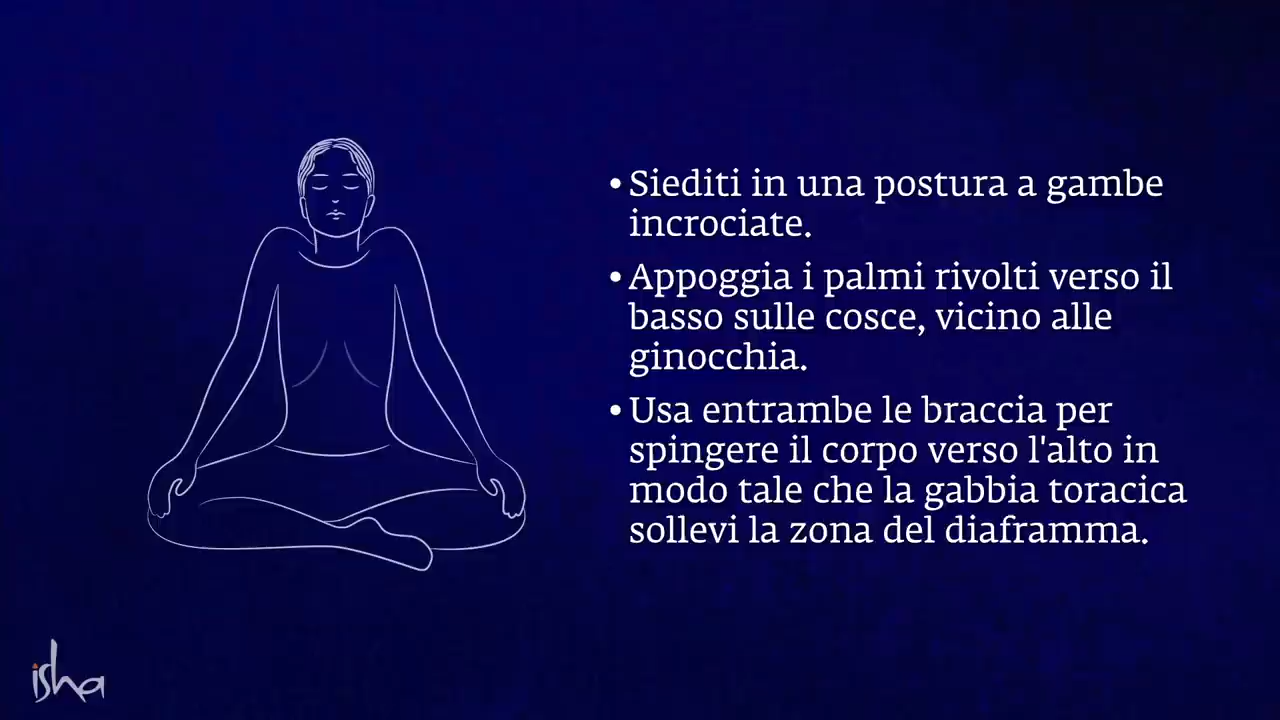 • Siediti in una postura a gambe
incrociate.
• Appoggia i palmi rivolti verso il
basso sulle cosce, vicino alle
ginocchia.
• Usa entrambe le braccia per
spingere il corpo verso l'alto in
modo tale che la gabbia toracica
sollevi la zona del diaframma.
isha